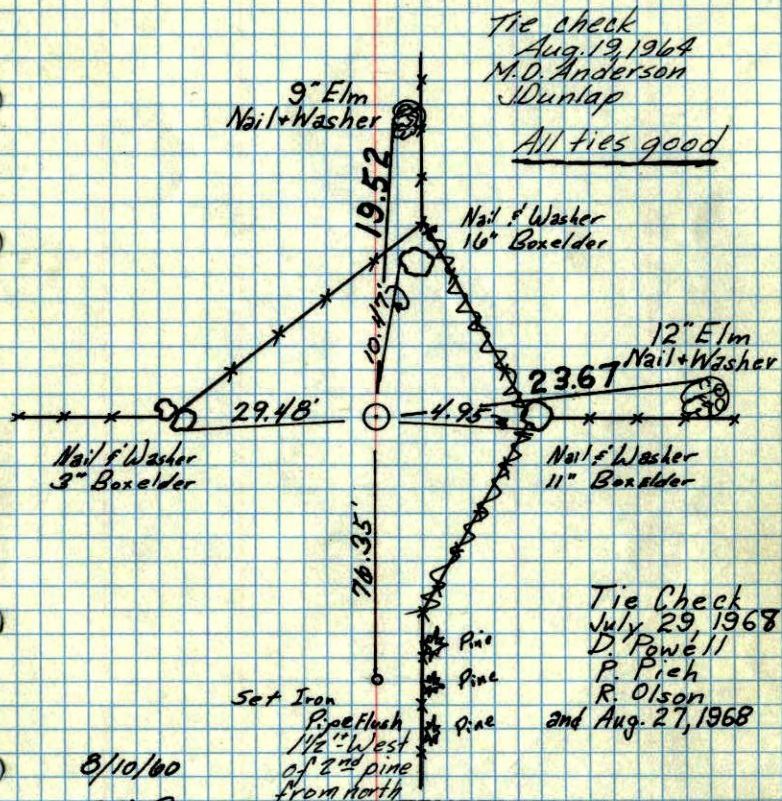 Tie check
Aug. 19, 1964
M.D. Anderson
J Dunlap
All ties good
9" Elm
Nail + Washer
19.52
Nail & Washer
16" Boxelder
10.47'
12" Elm
Nail + Washer
23.67
29.48'
4.95
Nail & Washer
3" Boxelder
Nail & Washer
11" Boxelder
76.35'
Tie Check
July 29, 1968
D. Powell
P. Pieh
R. Olson
and Aug. 27, 1968
Pine
Pine
Pine
Set Iron
Pipe Flush
1 1/2" West
of 2nd pine
from north
8/10/60